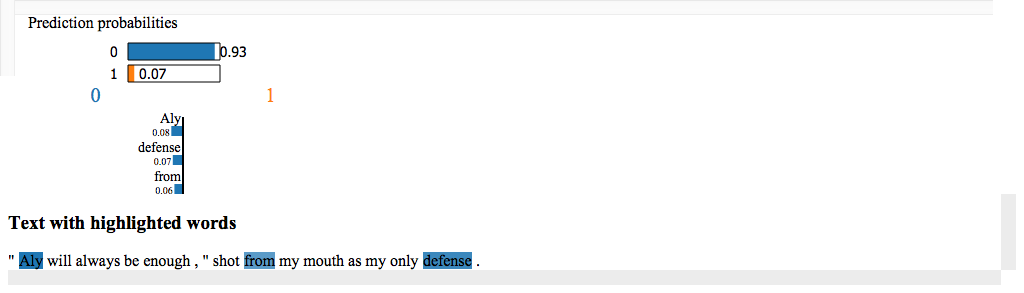 Prediction probabilities
0 0.93
1 0.07
0 1
Aly
0.08
defense
0.07
from
0.06
Text with highlighted words
" Aly will always be enough , " shot from my mouth as my only defense .